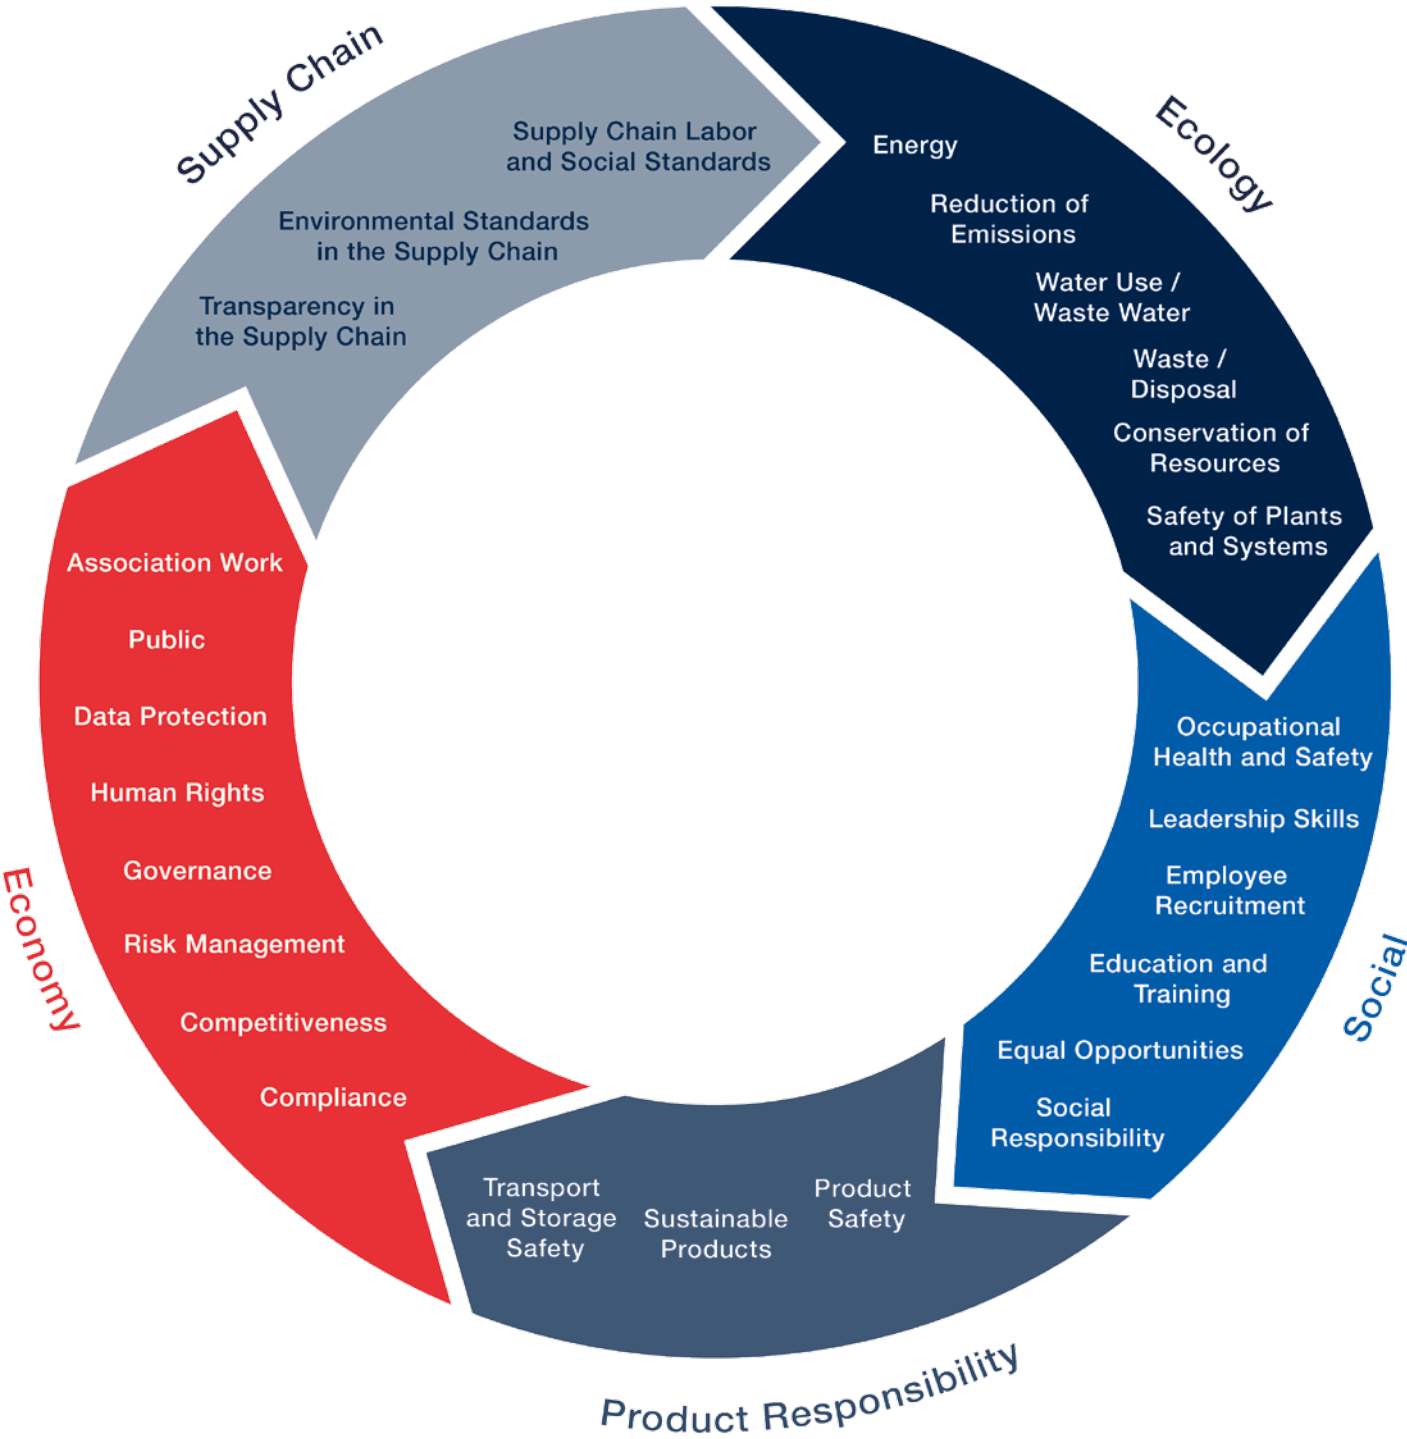 Supply Chain
Supply Chain Labor
and Social Standards
Environmental Standards
in the Supply Chain
Transparency in
the Supply Chain
Ecology
Energy
Reduction of
Emissions
Water Use /
Waste Water
Waste /
Disposal
Conservation of
Resources
Safety of Plants
and Systems
Social
Occupational
Health and Safety
Leadership Skills
Employee
Recruitment
Education and
Training
Equal Opportunities
Social
Responsibility
Product Responsibility
Product
Safety
Sustainable
Products
Transport
and Storage
Safety
Economy
Association Work
Public
Data Protection
Human Rights
Governance
Risk Management
Competitiveness
Compliance